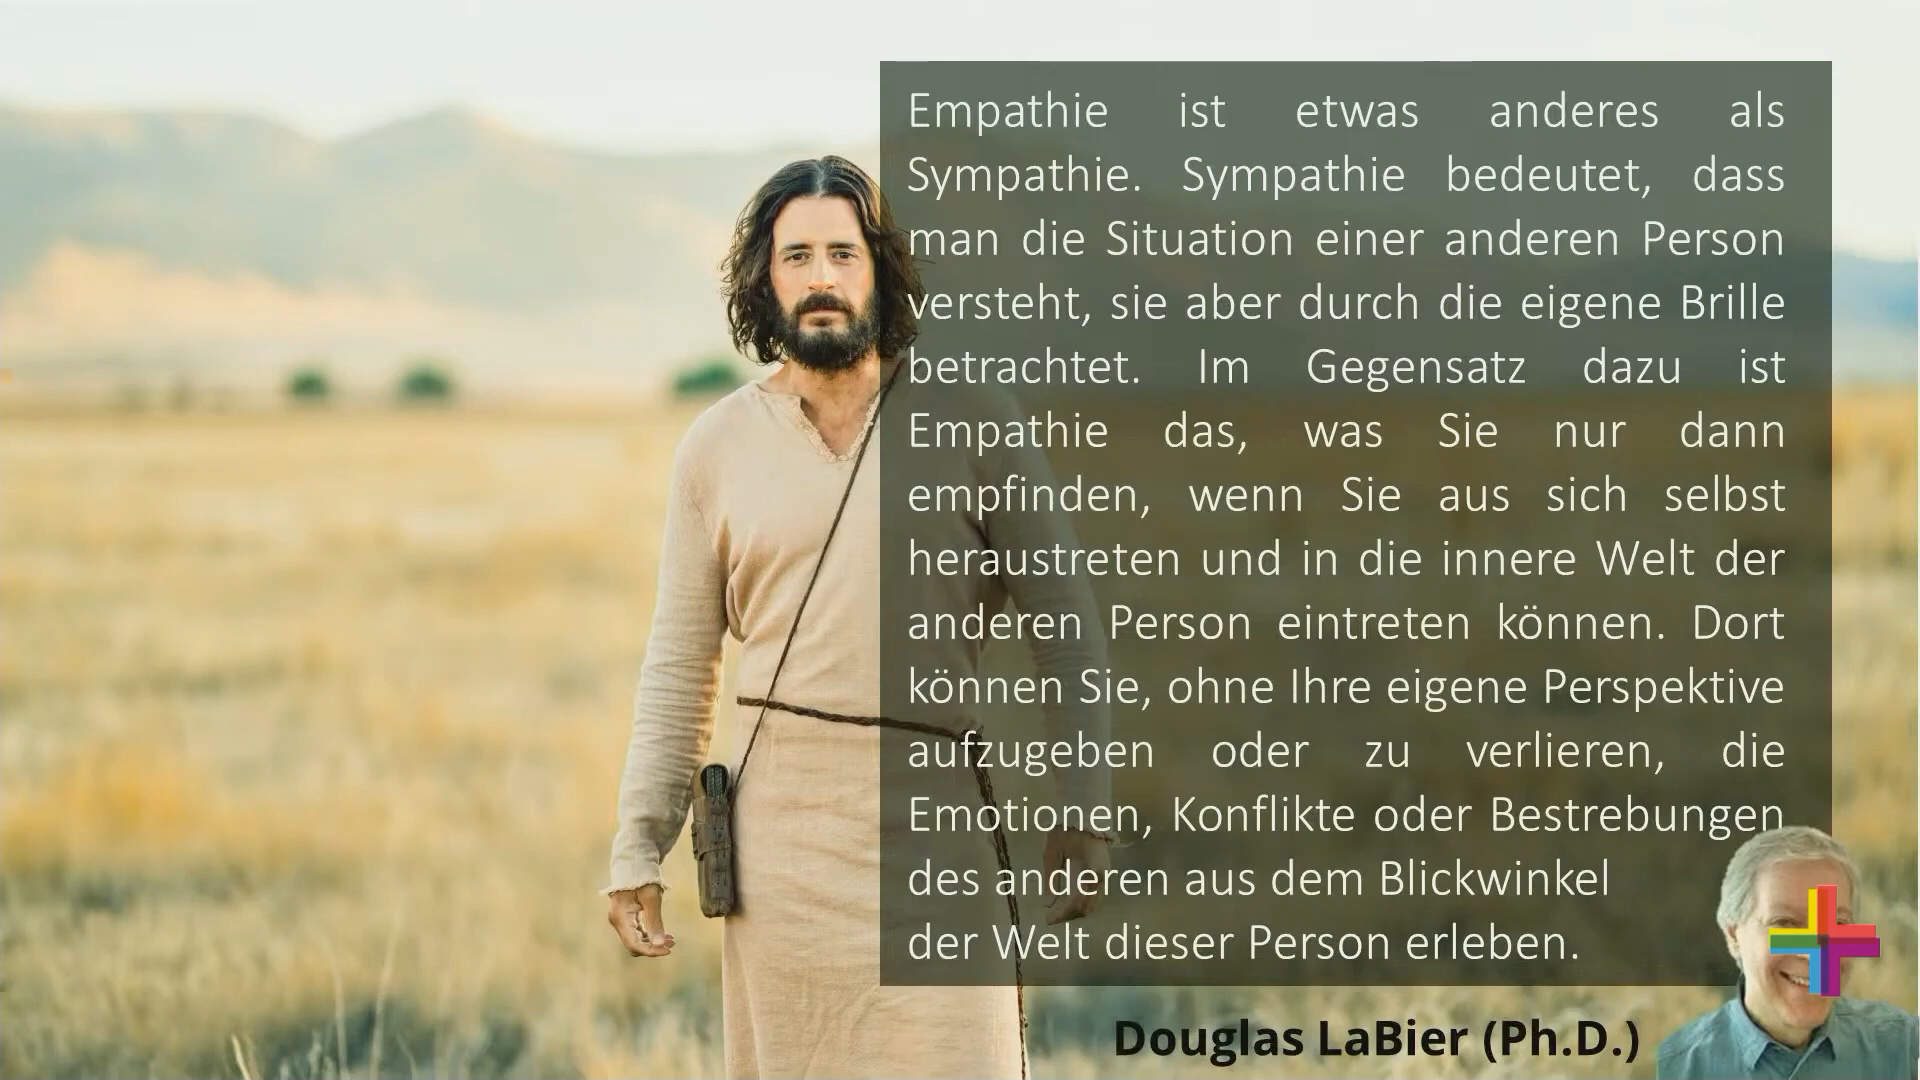 Empathie ist etwas anderes als
Sympathie. Sympathie bedeutet, dass
man die Situation einer anderen Person
versteht, sie aber durch die eigene Brille
betrachtet. Im Gegensatz dazu ist
Empathie das, was Sie nur dann
empfinden, wenn Sie aus sich selbst
heraustreten und in die innere Welt der
anderen Person eintreten können. Dort
können Sie, ohne Ihre eigene Perspektive
aufzugeben oder zu verlieren, die
Emotionen, Konflikte oder Bestrebungen
des anderen aus dem Blickwinkel
der Welt dieser Person erleben.
Douglas LaBier (Ph.D.)